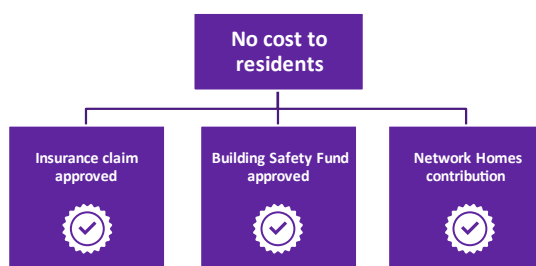 No cost to
residents
Insurance claim
approved
Building Safety Fund
approved
Network Homes
contribution